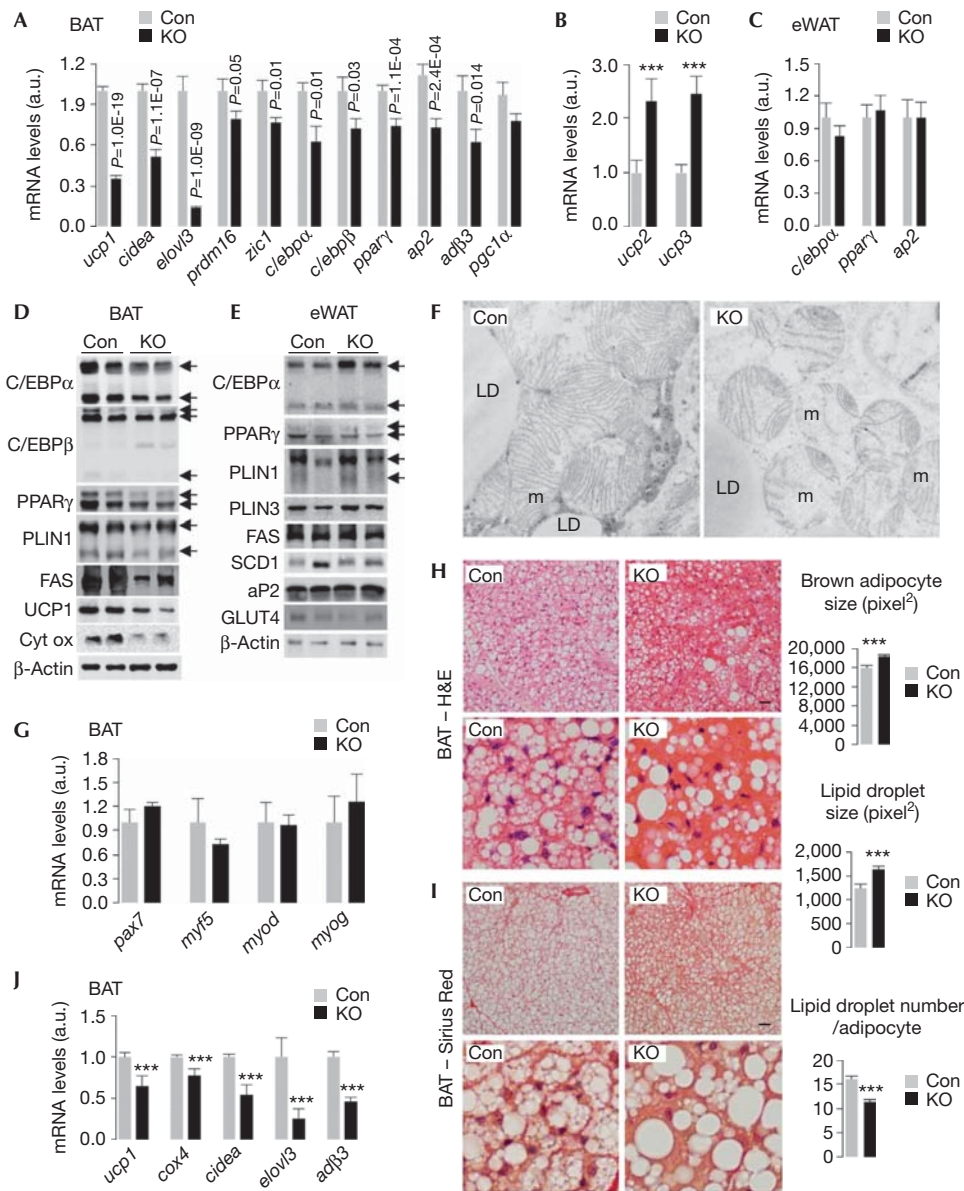 A BAT
Con
KO
mRNA levels (a.u.)
1.2
0.9
0.6
0.3
0.0
P=1.0E-19
P=1.1E-07
P=1.0E-09
P=0.05
P=0.01
P=0.01
P=0.03
P=1.1E-04
P=2.4E-04
P=0.014
ucp1
cidea
elovl3
prdm16
zic1
c/ebpα
c/ebpβ
pparγ
ap2
adβ3
pgc1α
B
Con
KO
mRNA levels (a.u.)
3.0
2.0
1.0
0.0
*** ***
ucp2
ucp3
C eWAT
Con
KO
mRNA levels (a.u.)
1.5
1.2
0.9
0.6
0.3
0.0
c/ebpα
pparγ
ap2
D BAT
Con KO
C/EBPα
C/EBPβ
PPARγ
PLIN1
FAS
UCP1
Cyt ox
β-Actin
E eWAT
Con KO
C/EBPα
PPARγ
PLIN1
PLIN3
FAS
SCD1
aP2
GLUT4
β-Actin
F
Con
LD
m
LD
KO
m
LD
m
m
G BAT
Con
KO
mRNA levels (a.u.)
1.8
1.5
1.2
0.9
0.6
0.3
0.0
pax7
myf5
myod
myog
H
BAT – H&E
Con
KO
Con
KO
Brown adipocyte
size (pixel²)
20,000
16,000
12,000
8,000
4,000
0
***
Con
KO
Lipid droplet
size (pixel²)
2,000
1,500
1,000
500
0
***
Con
KO
I
BAT – Sirius Red
Con
KO
Con
KO
Lipid droplet number
/adipocyte
20
15
10
5
0
***
Con
KO
J BAT
Con
KO
mRNA levels (a.u.)
1.5
1.0
0.5
0.0
***
***
***
***
***
ucp1
cox4
cidea
elovl3
adβ3